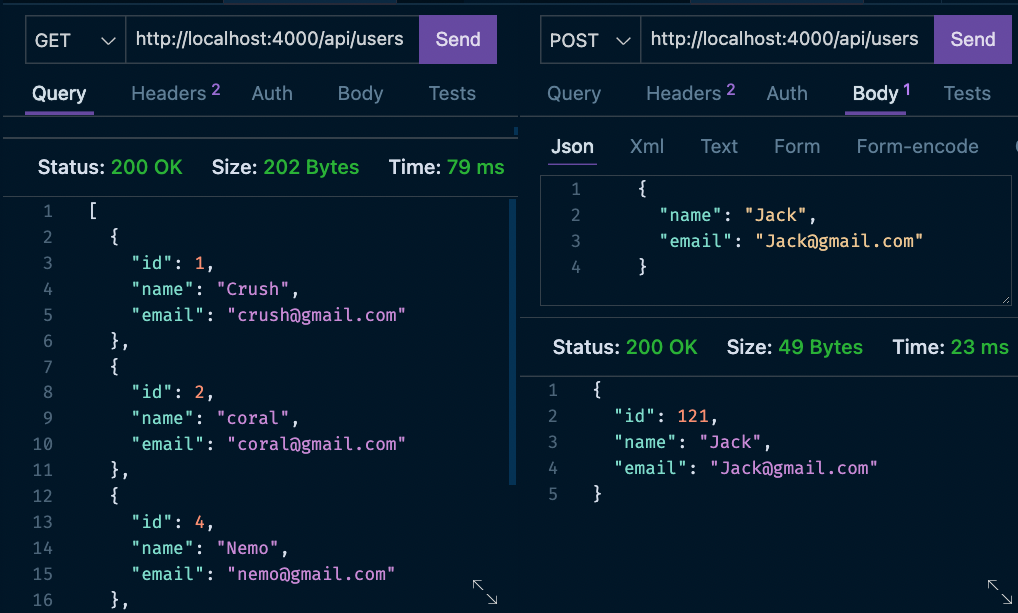 GET http://localhost:4000/api/users Send
Query Headers 2 Auth Body Tests
Status: 200 OK Size: 202 Bytes Time: 79 ms
1 [
2 {
3 "id": 1,
4 "name": "Crush",
5 "email": "crush@gmail.com"
6 },
7 {
8 "id": 2,
9 "name": "coral",
10 "email": "coral@gmail.com"
11 },
12 {
13 "id": 4,
14 "name": "Nemo",
15 "email": "nemo@gmail.com"
16 },
POST http://localhost:4000/api/users Send
Query Headers 2 Auth Body 1 Tests
Json Xml Text Form Form-encode
1 {
2 "name": "Jack",
3 "email": "Jack@gmail.com"
4 }
Status: 200 OK Size: 49 Bytes Time: 23 ms
1 {
2 "id": 121,
3 "name": "Jack",
4 "email": "Jack@gmail.com"
5 }